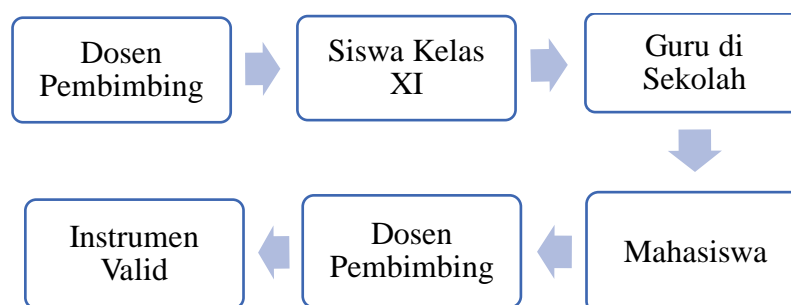 Dosen
Pembimbing
Siswa Kelas
XI
Guru di
Sekolah
Mahasiswa
Dosen
Pembimbing
Instrumen
Valid